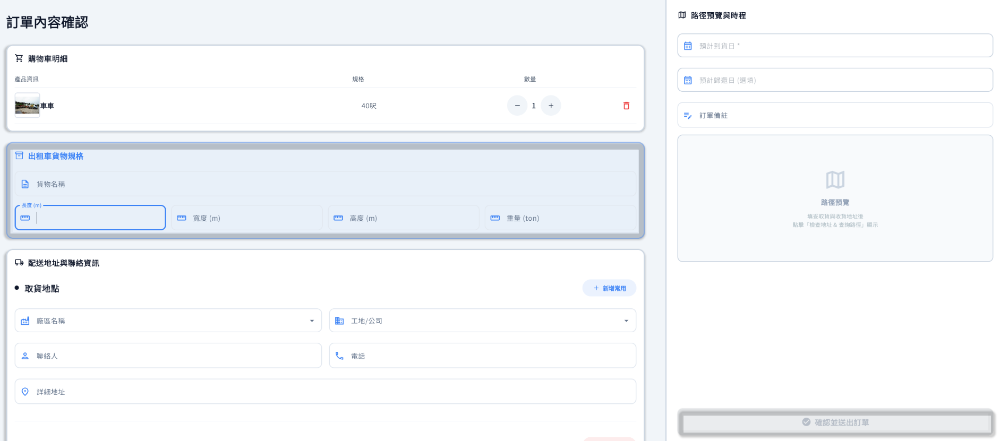 訂單內容確認
購物車明細
產品資訊 規格 數量
車車 40呎 − 1 +
出租車貨物規格
貨物名稱
長度 (m)
寬度 (m) 高度 (m) 重量 (ton)
配送地址與聯絡資訊
取貨地點 + 新增常用
廠區名稱 工地/公司
聯絡人 電話
詳細地址
路徑預覽與時程
預計到貨日 *
預計歸還日 (選填)
訂單備註
路徑預覽
填妥取貨與收貨地址後
點擊「檢查地址 & 查詢路徑」顯示
確認並送出訂單